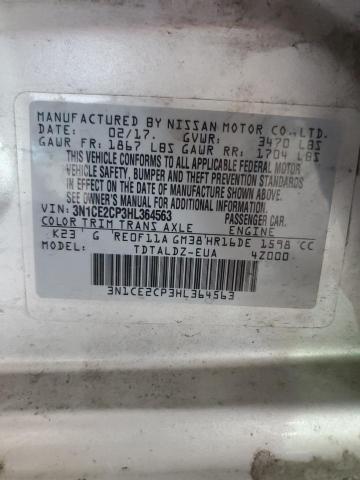 MANUFACTURED BY NISSAN MOTOR CO.,LTD.
DATE: 02/17. GVWR: 3470 LBS
GAWR FR: 1867 LBS GAWR RR: 1704 LBS
THIS VEHICLE CONFORMS TO ALL APPLICABLE FEDERAL MOTOR VEHICLE
SAFETY, BUMPER AND THEFT PREVENTION STANDARDS
IN EFFECT ON THE DATE OF MANUFACTURE SHOWN ABOVE.
SEE OWNER'S MANUAL FOR ADDITIONAL INFORMATION.
VIN: 3N1CE2CP3HL364563 PASSENGER CAR.
COLOR TRIM TRANS AXLE ENGINE
K23 G RE0F11A GM38 HR16DE 1598 CC
MODEL: TDTALDZ-EUA 4Z000
3N1CE2CP3HL364563